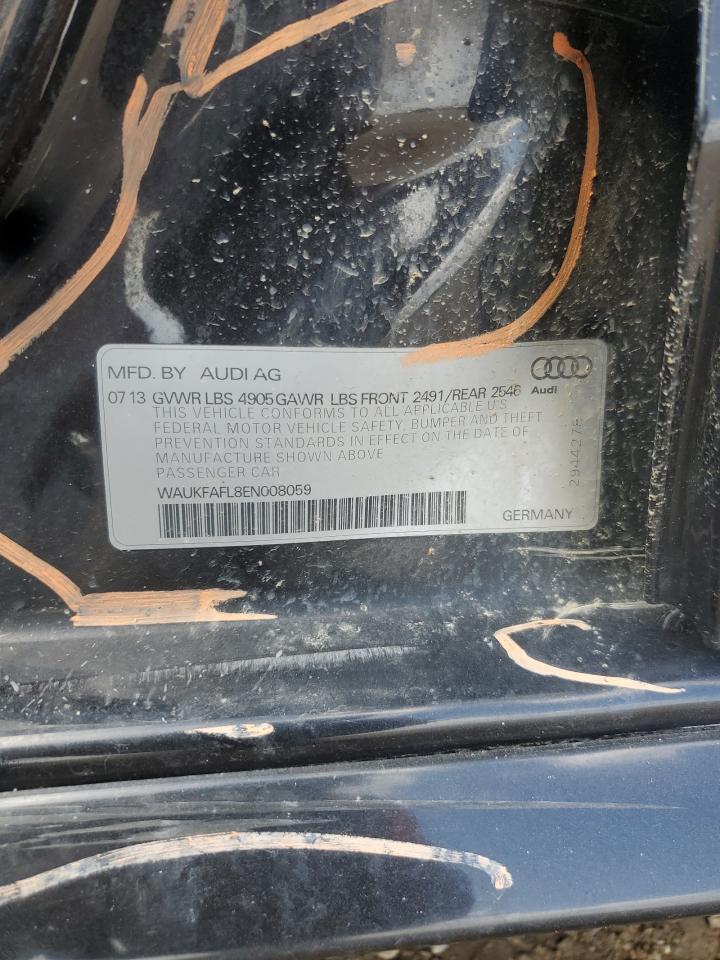 MFD. BY AUDI AG
07 13 GVWR LBS 4905 GAWR LBS FRONT 2491/REAR 2546
Audi
THIS VEHICLE CONFORMS TO ALL APPLICABLE U.S
FEDERAL MOTOR VEHICLE SAFETY, BUMPER AND THEFT
PREVENTION STANDARDS IN EFFECT ON THE DATE OF
MANUFACTURE SHOWN ABOVE
PASSENGER CAR
WAUKFAFL8EN008059
GERMANY